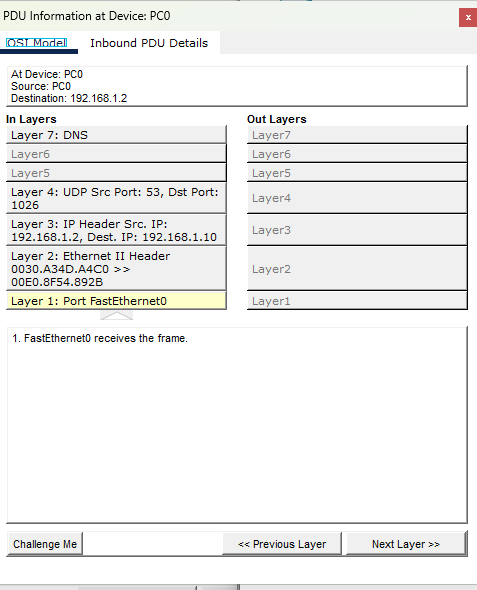 PDU Information at Device: PC0
x
OSI Model
Inbound PDU Details
At Device: PC0
Source: PC0
Destination: 192.168.1.2
In Layers
Out Layers
Layer 7: DNS
Layer7
Layer6
Layer6
Layer5
Layer5
Layer 4: UDP Src Port: 53, Dst Port:
1026
Layer4
Layer 3: IP Header Src. IP:
192.168.1.2, Dest. IP: 192.168.1.10
Layer3
Layer 2: Ethernet II Header
0030.A34D.A4C0 >>
00E0.8F54.892B
Layer2
Layer 1: Port FastEthernet0
Layer1
1. FastEthernet0 receives the frame.
Challenge Me
<< Previous Layer
Next Layer >>